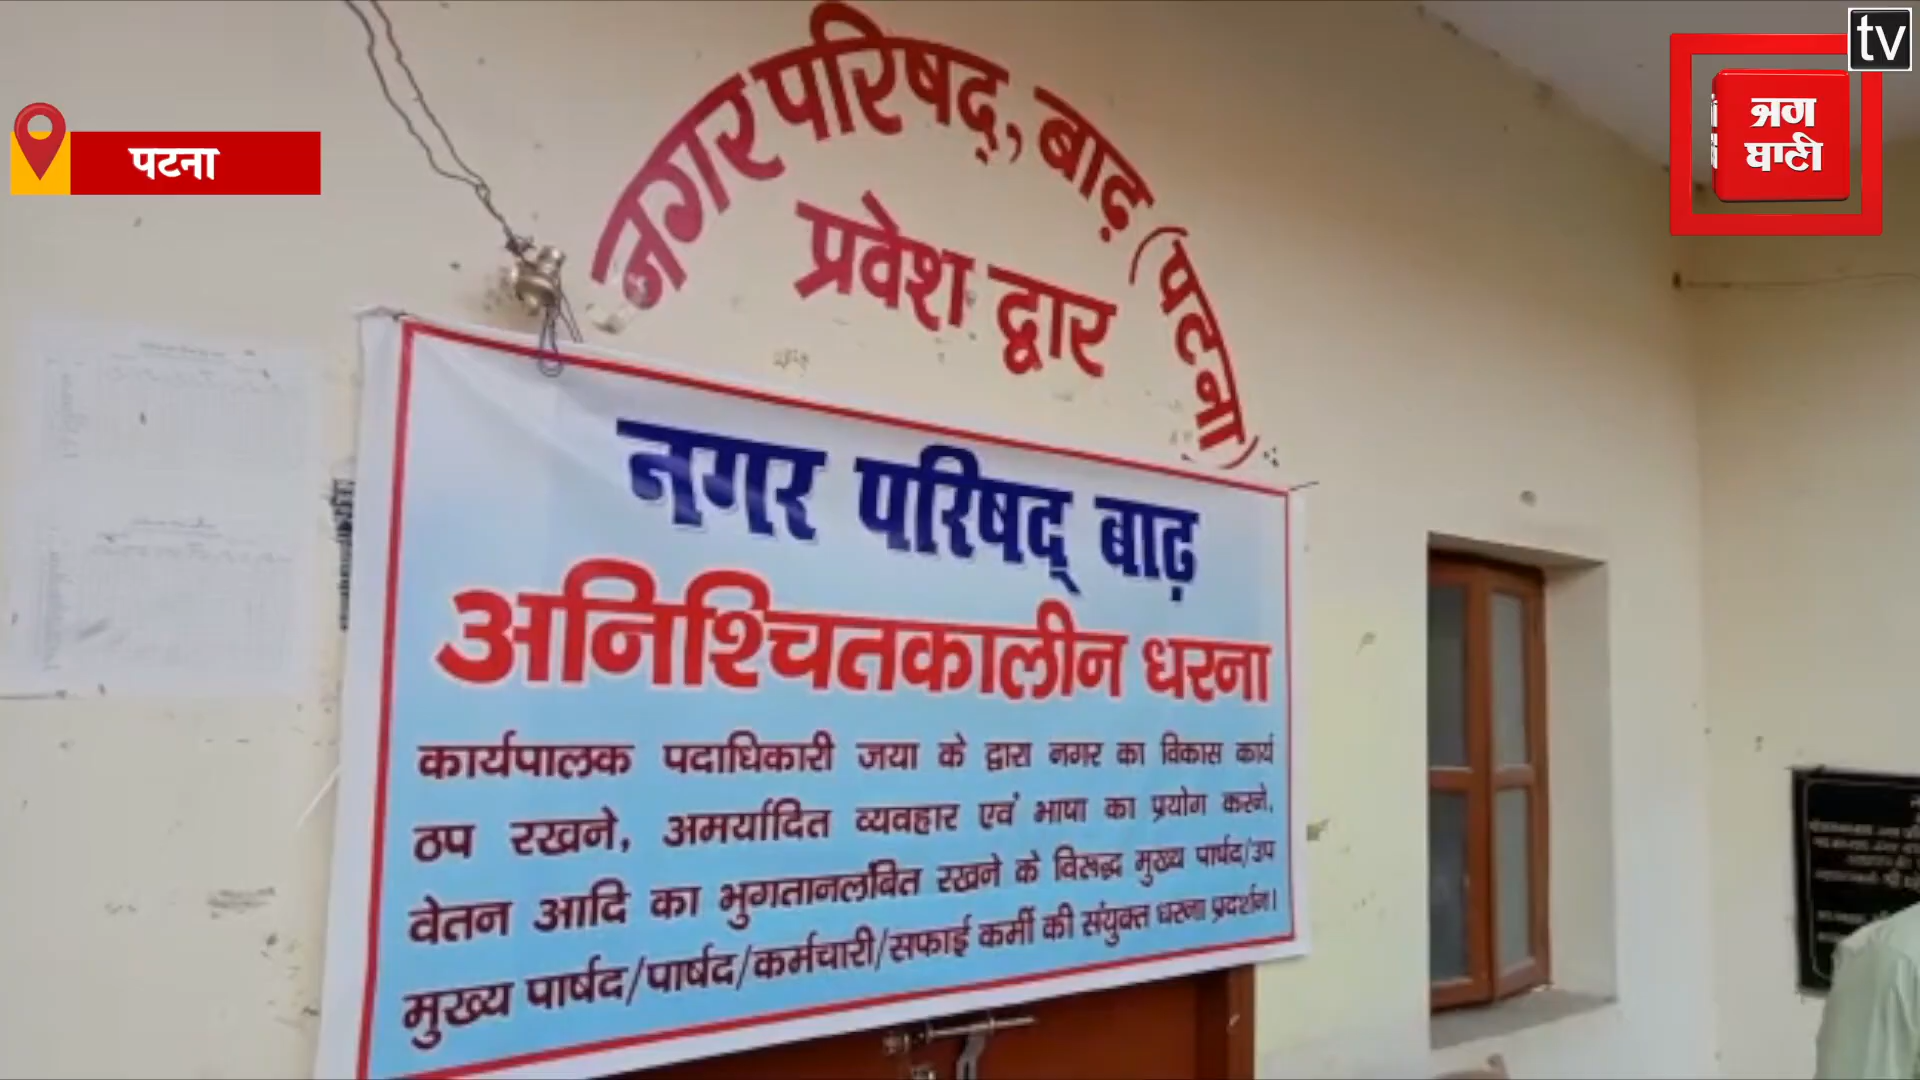 tv
जग
बाणी
पटना
नगर परिषद्, बाढ़ (पटना)
प्रवेश द्वार
नगर परिषद् बाढ़
अनिश्चितकालीन धरना
कार्यपालक पदाधिकारी जया के द्वारा नगर का विकास कार्य
ठप रखने, अमर्यादित व्यवहार एवं भाषा का प्रयोग करने,
वेतन आदि का भुगतानलंबित रखने के विरूद्ध मुख्य पार्षद/उप
मुख्य पार्षद/पार्षद/कर्मचारी/सफाई कर्मी की संयुक्त धरना प्रदर्शन।